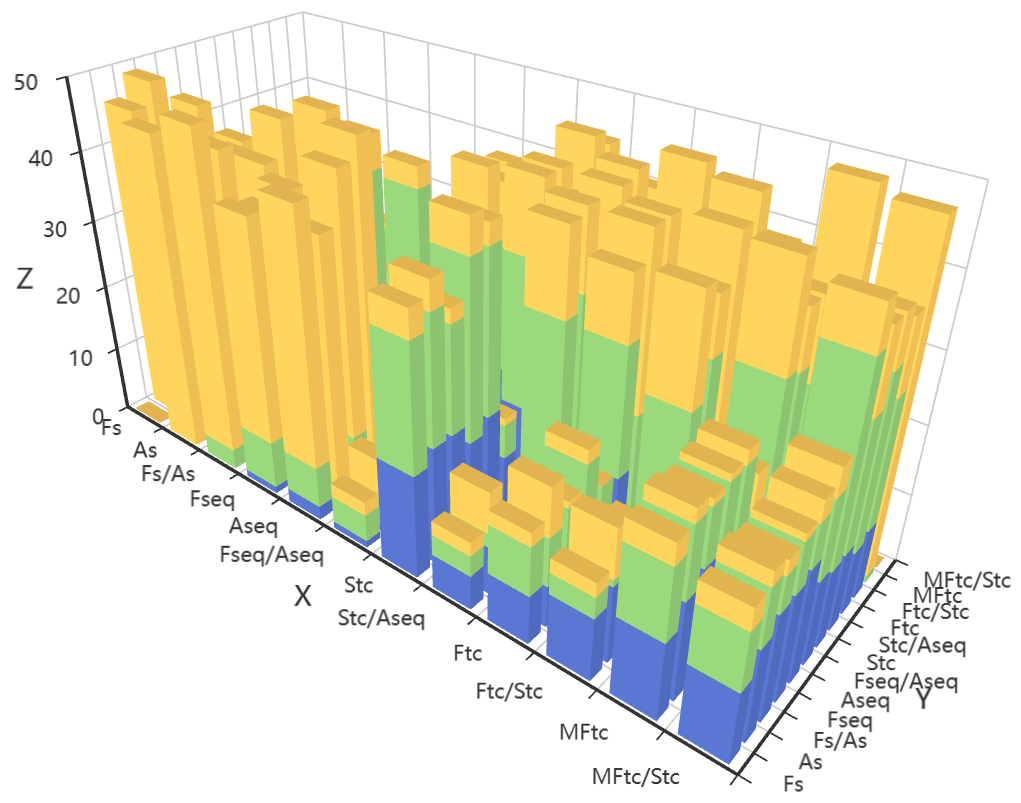 50
40
30
20
10
0
Z
Fs
As
Fs/As
Fseq
Aseq
Fseq/Aseq
Stc
Stc/Aseq
Ftc
Ftc/Stc
MFtc
MFtc/Stc
X
MFtc/Stc
MFtc
Ftc/Stc
Ftc
Stc/Aseq
Stc
Fseq/Aseq
Aseq
Fseq
Fs/As
As
Fs
Y